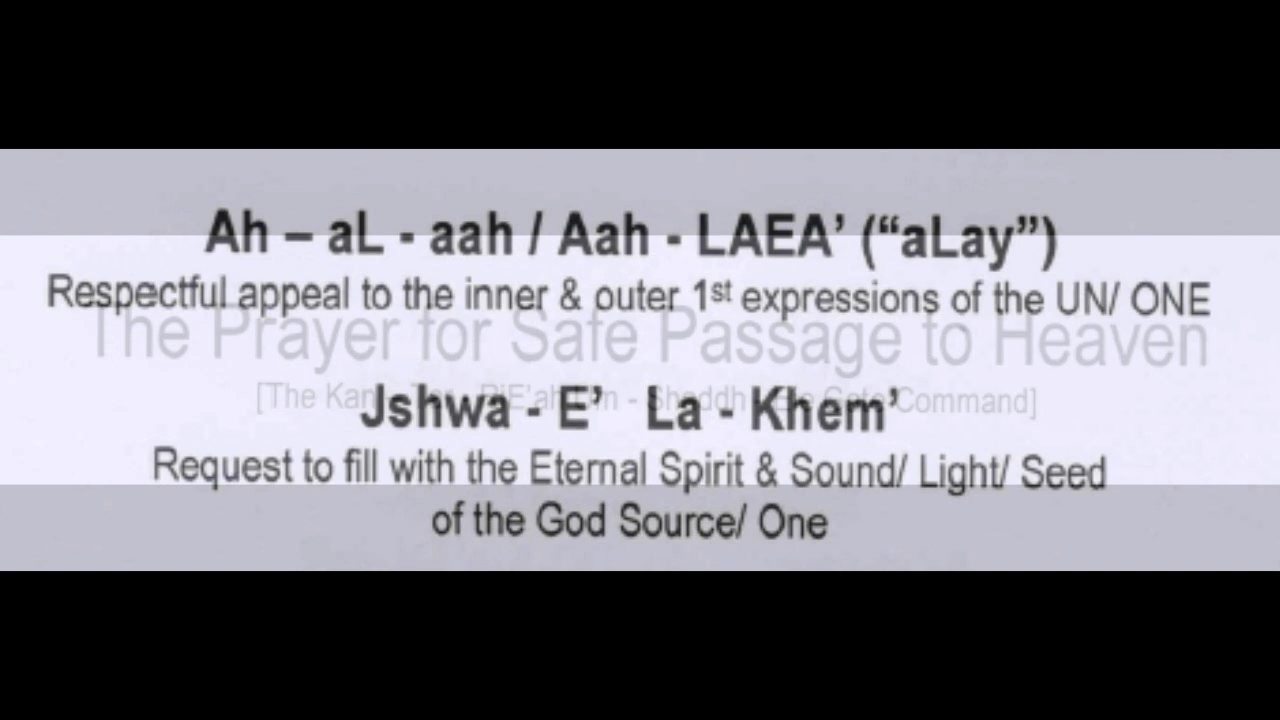 Ah – aL - aah / Aah - LAEA’ (“aLay”)
Respectful appeal to the inner & outer 1st expressions of the UN/ ONE
The Prayer for Safe Passage to Heaven
[The Command]
Jshwa - E’ La - Khem’
Request to fill with the Eternal Spirit & Sound/ Light/ Seed
of the God Source/ One